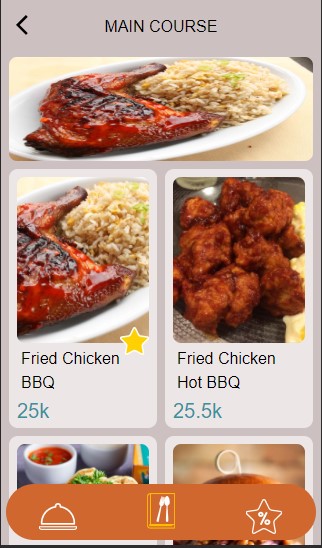 MAIN COURSE
Fried Chicken
BBQ
25k
Fried Chicken
Hot BBQ
25.5k
%